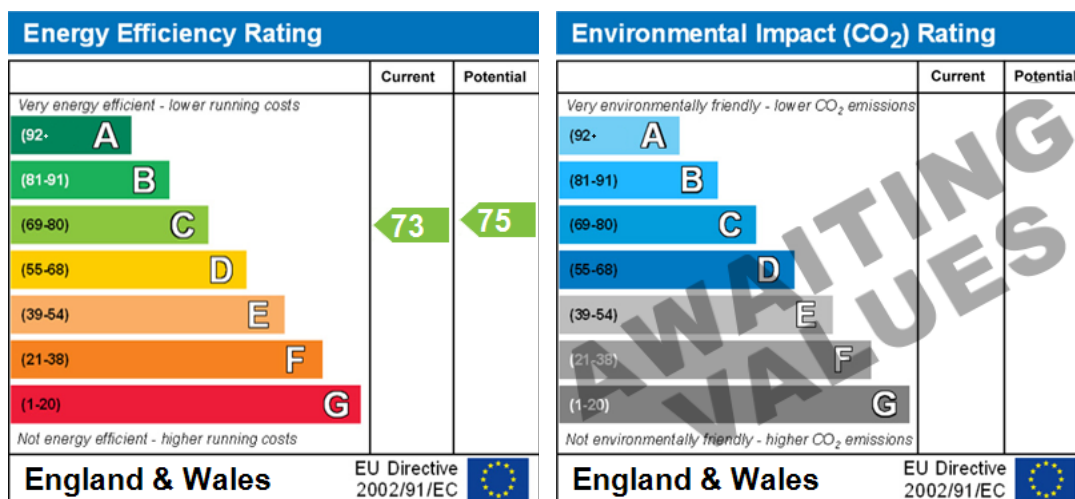 Energy Efficiency Rating
Current Potential
Very energy efficient - lower running costs
(92+ A
(81-91) B
(69-80) C 73 75
(55-68) D
(39-54) E
(21-38) F
(1-20) G
Not energy efficient - higher running costs
England & Wales
EU Directive
2002/91/EC
Environmental Impact (CO₂) Rating
Current Potential
Very environmentally friendly - lower CO₂ emissions
(92+ A
(81-91) B
(69-80) C
(55-68) D
(39-54) E
(21-38) F
(1-20) G
AWAITING
VALUES
Not environmentally friendly - higher CO₂ emissions
England & Wales
EU Directive
2002/91/EC